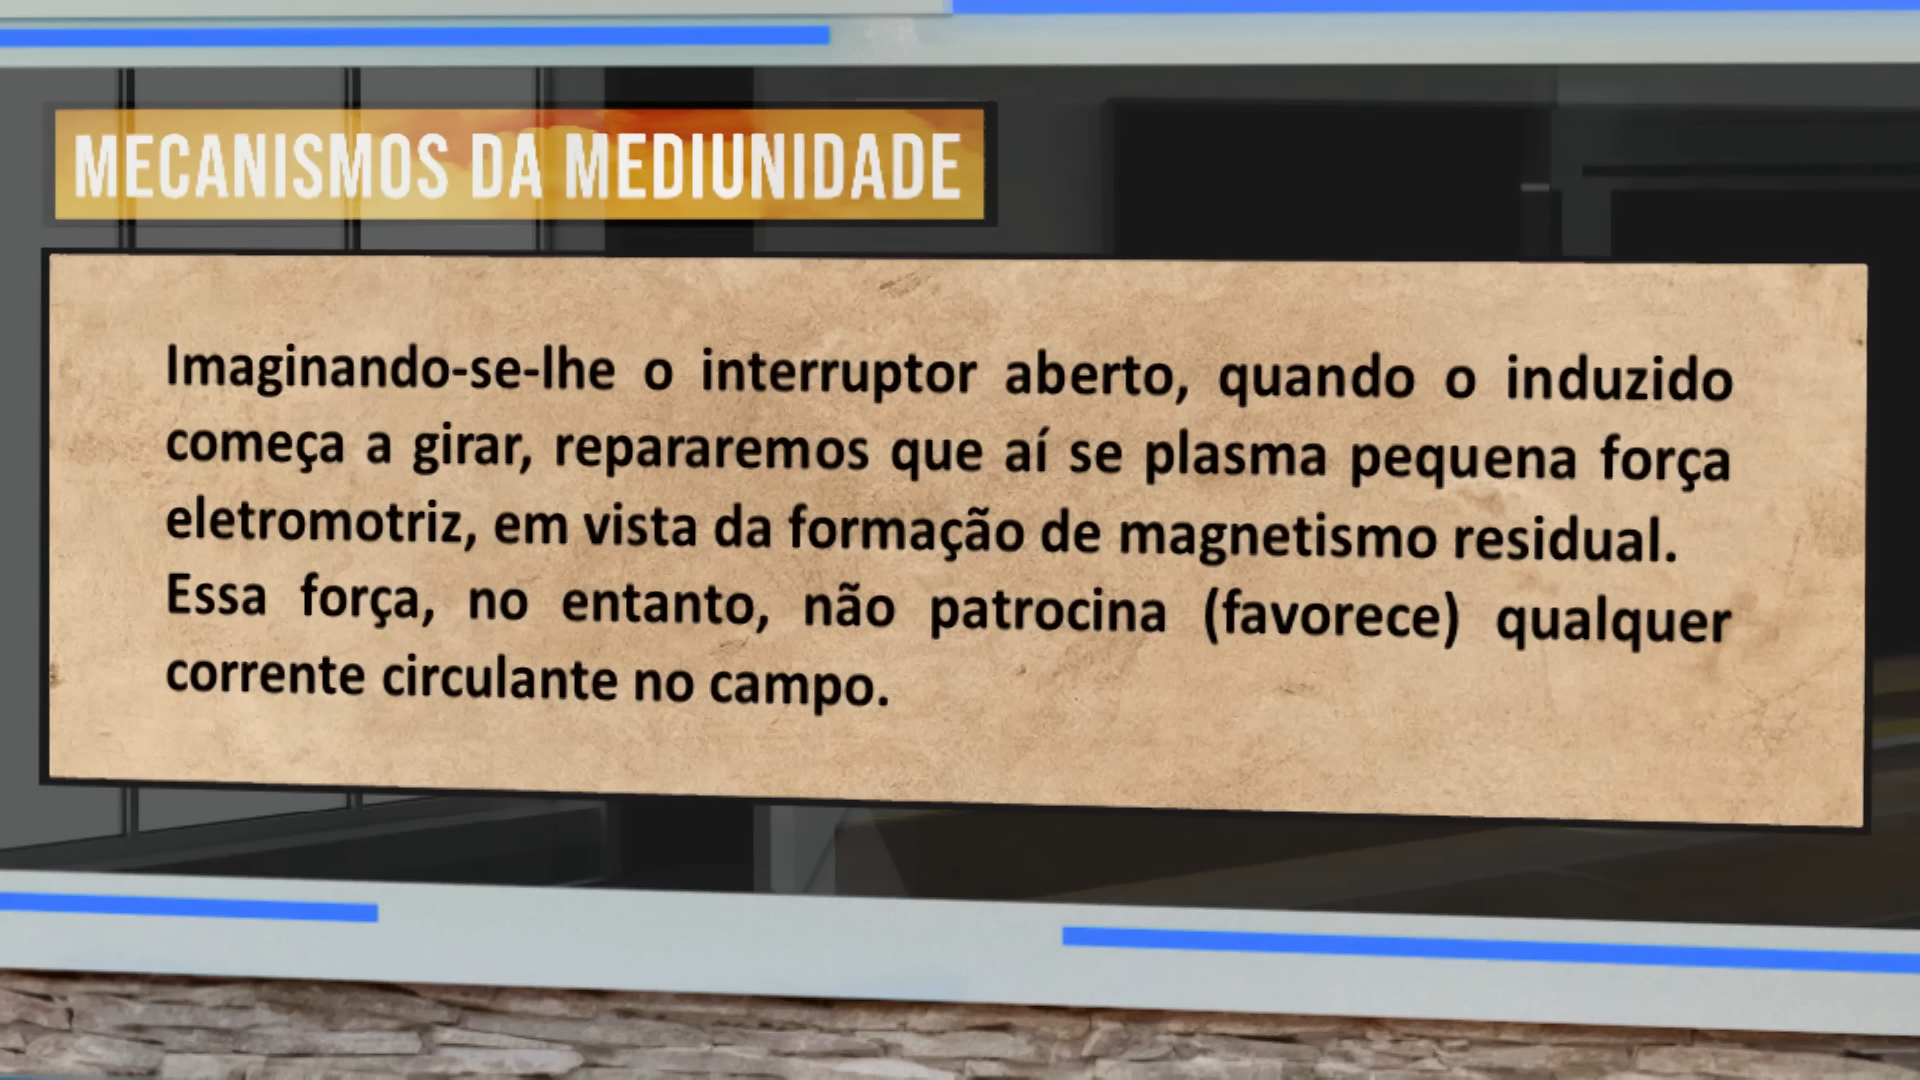 MECANISMOS DA MEDIUNIDADE
Imaginando-se-lhe o interruptor aberto, quando o induzido
começa a girar, repararemos que aí se plasma pequena força
eletromotriz, em vista da formação de magnetismo residual.
Essa força, no entanto, não patrocina (favorece) qualquer
corrente circulante no campo.